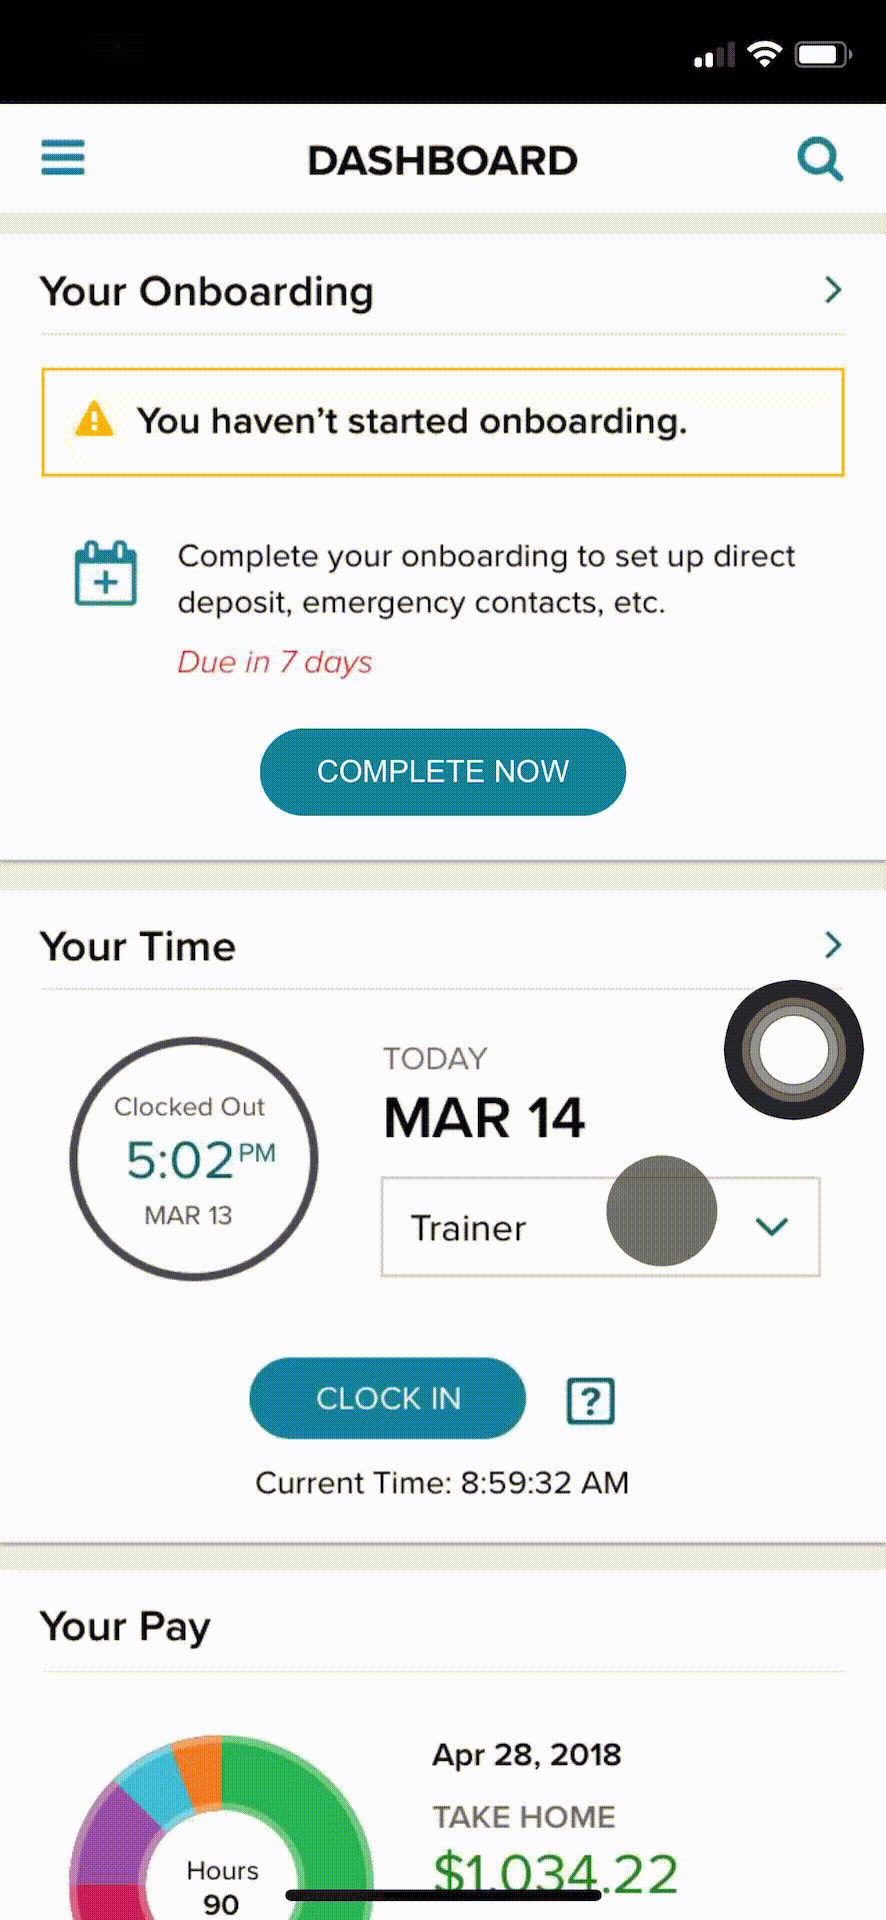 DASHBOARD
Your Onboarding
You haven't started onboarding.
Complete your onboarding to set up direct
deposit, emergency contacts, etc.
Due in 7 days
COMPLETE NOW
Your Time
Clocked Out
5:02 PM
MAR 13
TODAY
MAR 14
Trainer
CLOCK IN
?
Current Time: 8:59:32 AM
Your Pay
Hours
90
Apr 28, 2018
TAKE HOME
$1,034.22